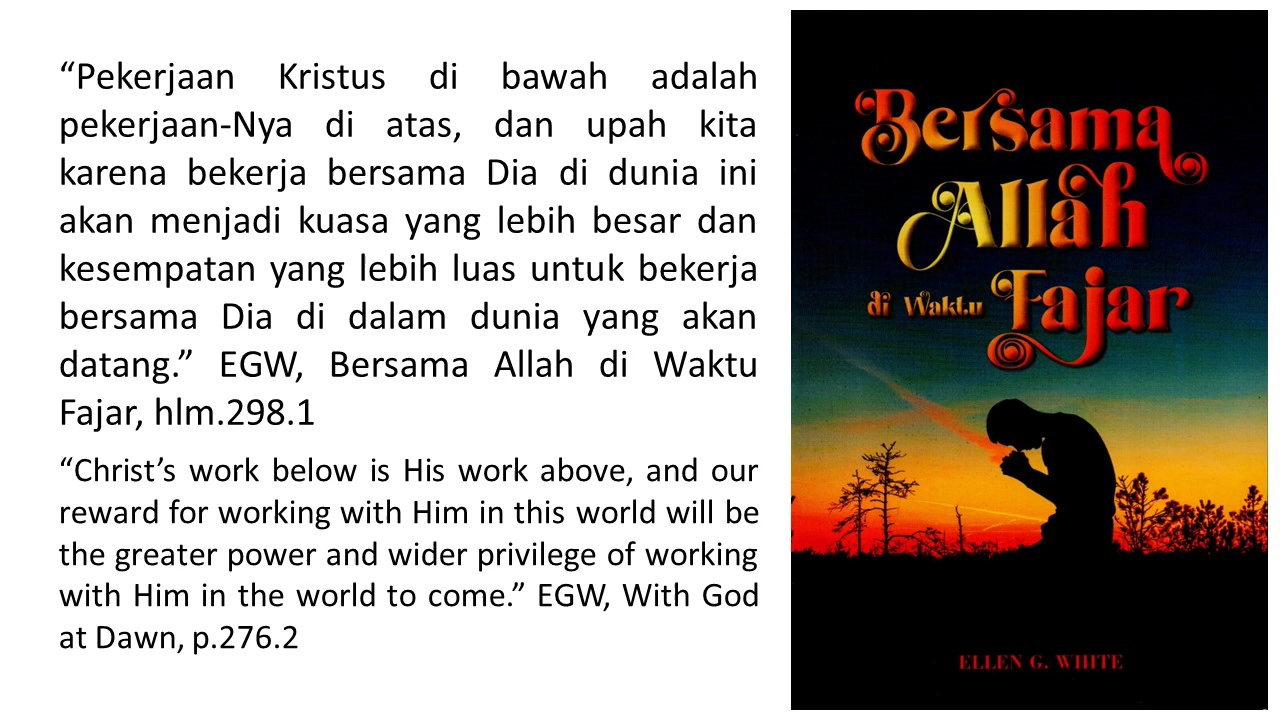 “Pekerjaan Kristus di bawah adalah
pekerjaan-Nya di atas, dan upah kita
karena bekerja bersama Dia di dunia ini
akan menjadi kuasa yang lebih besar dan
kesempatan yang lebih luas untuk bekerja
bersama Dia di dalam dunia yang akan
datang.” EGW, Bersama Allah di Waktu
Fajar, hlm.298.1
“Christ’s work below is His work above, and our
reward for working with Him in this world will be
the greater power and wider privilege of working
with Him in the world to come.” EGW, With God
at Dawn, p.276.2
Bersama
Allah
di Waktu Fajar
ELLEN G. WHITE